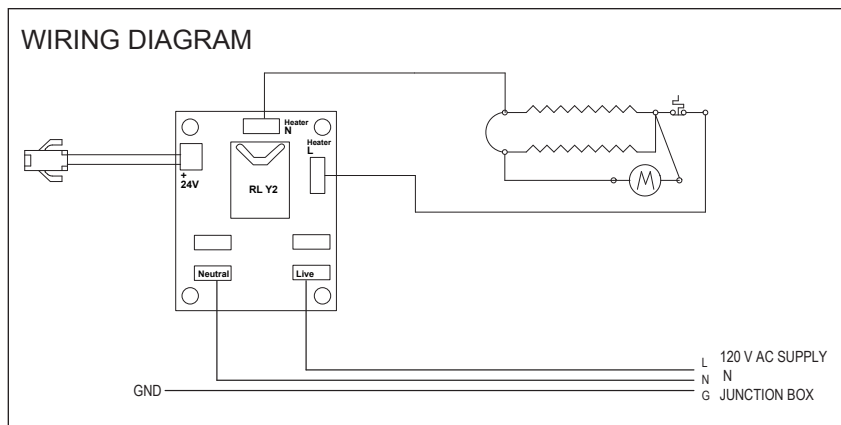 WIRING DIAGRAM
Heater
N
Heater
L
+
24V
RL Y2
M
Neutral
Live
L 120 V AC SUPPLY
N N
GND G JUNCTION BOX